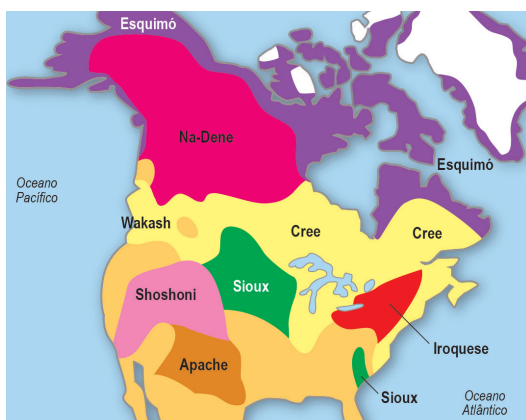 Esquimó
Na-Dene
Esquimó
Oceano
Pacífico
Wakash
Cree
Cree
Shoshoni
Sioux
Iroquese
Apache
Sioux
Oceano
Atlântico